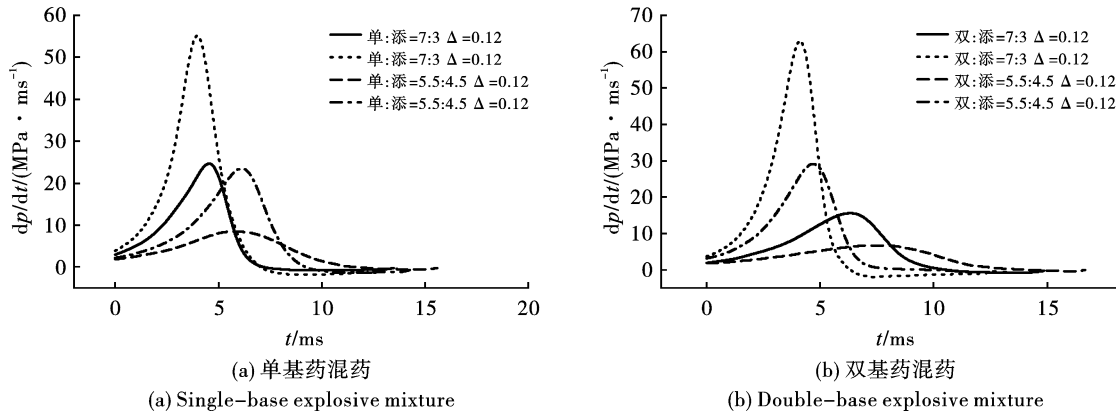 60
50
40
30
20
10
0
dp/dt/(MPa · ms⁻¹)
单:添=7:3 Δ=0.12
单:添=7:3 Δ=0.12
单:添=5.5:4.5 Δ=0.12
单:添=5.5:4.5 Δ=0.12
0 5 10 15 20
t/ms
(a) 单基药混药
(a) Single-base explosive mixture
70
60
50
40
30
20
10
0
dp/dt/(MPa · ms⁻¹)
双:添=7:3 Δ=0.12
双:添=7:3 Δ=0.12
双:添=5.5:4.5 Δ=0.12
双:添=5.5:4.5 Δ=0.12
0 5 10 15
t/ms
(b) 双基药混药
(b) Double-base explosive mixture